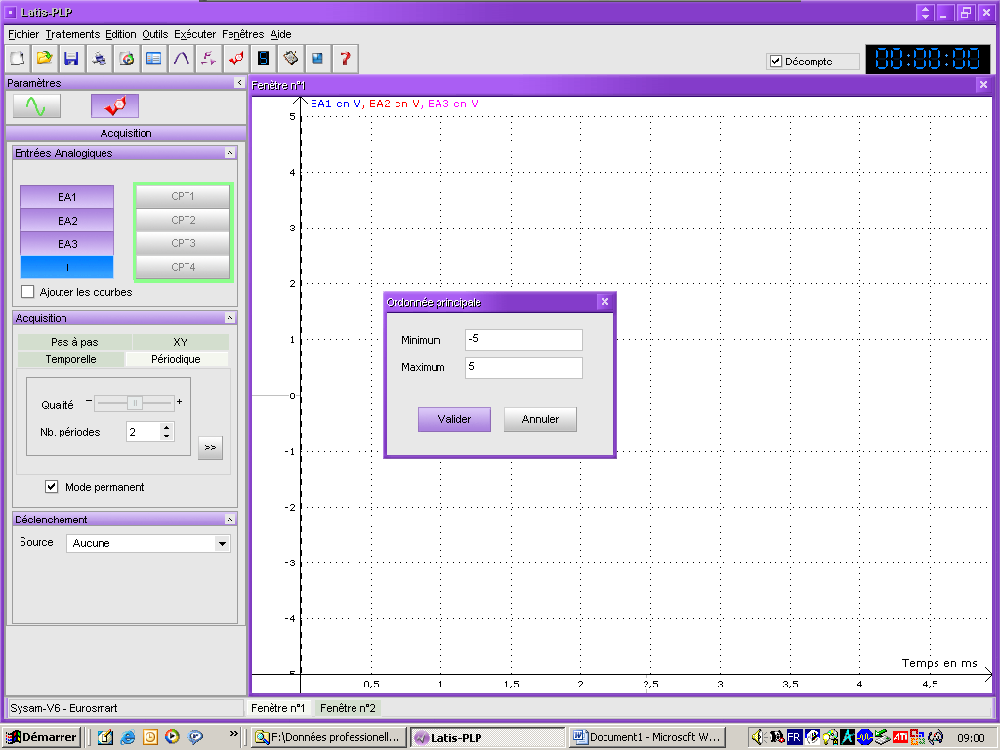 Latis-PLP
Fichier Traitements Edition Outils Exécuter Fenêtres Aide
Décompte
00:00:00
Paramètres
Fenêtre n°1
Acquisition
Entrées Analogiques
EA1 CPT1
EA2 CPT2
EA3 CPT3
I CPT4
Ajouter les courbes
Acquisition
Pas à pas XY
Temporelle Périodique
Qualité - +
Nb. périodes 2
>>
Mode permanent
Déclenchement
Source Aucune
EA1 en V, EA2 en V, EA3 en V
5
4
3
2
1
0
-1
-2
-3
-4
0,5 1 1,5 2 2,5 3 3,5 4 4,5
Temps en ms
Ordonnée principale
Minimum -5
Maximum 5
Valider Annuler
Sysam-V6 - Eurosmart
Fenêtre n°1 Fenêtre n°2
Démarrer » F:\Données professionell... Latis-PLP Document1 - Microsoft W... FR ATI 09:00